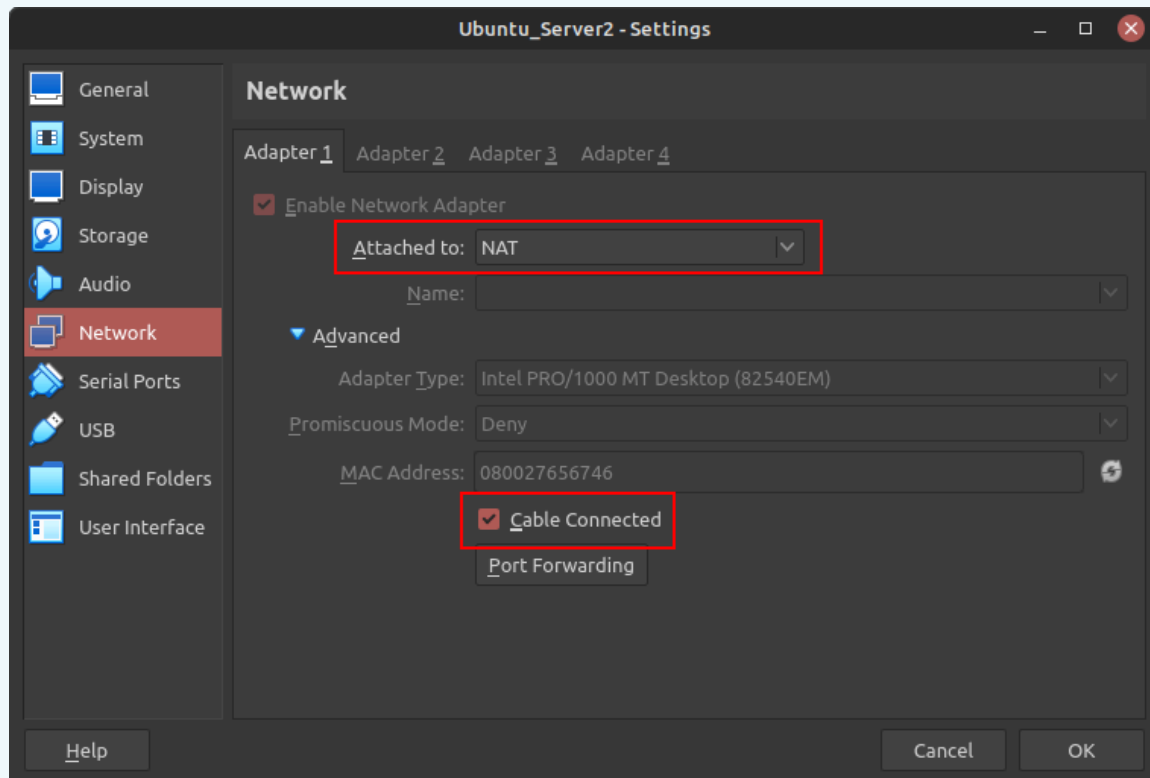 Ubuntu_Server2 - Settings
General
System
Display
Storage
Audio
Network
Serial Ports
USB
Shared Folders
User Interface
Network
Adapter 1 Adapter 2 Adapter 3 Adapter 4
Enable Network Adapter
Attached to: NAT
Name:
Advanced
Adapter Type: Intel PRO/1000 MT Desktop (82540EM)
Promiscuous Mode: Deny
MAC Address: 080027656746
Cable Connected
Port Forwarding
Help
Cancel
OK